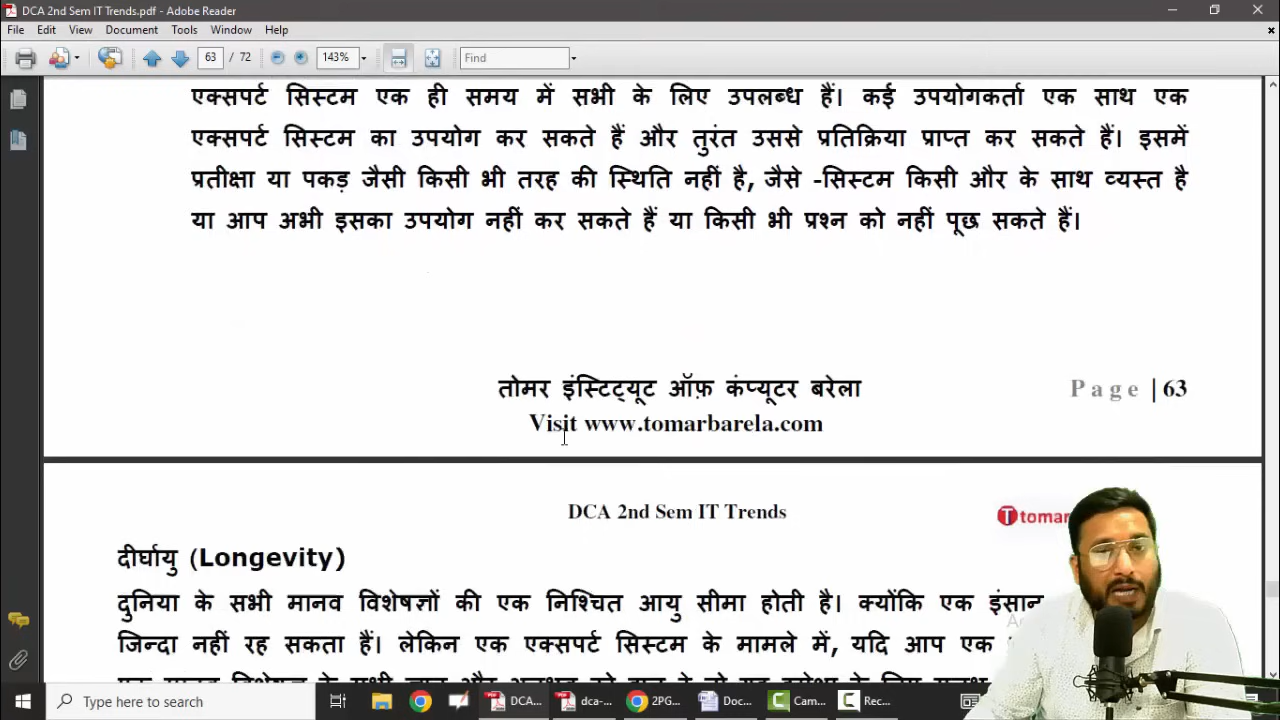 DCA 2nd Sem IT Trends.pdf - Adobe Reader
File Edit View Document Tools Window Help
63 / 72 143% Find
एक्सपर्ट सिस्टम एक ही समय में सभी के लिए उपलब्ध हैं। कई उपयोगकर्ता एक साथ एक
एक्सपर्ट सिस्टम का उपयोग कर सकते हैं और तुरंत उससे प्रतिक्रिया प्राप्त कर सकते हैं। इसमें
प्रतीक्षा या पकड़ जैसी किसी भी तरह की स्थिति नहीं है, जैसे -सिस्टम किसी और के साथ व्यस्त है
या आप अभी इसका उपयोग नहीं कर सकते हैं या किसी भी प्रश्न को नहीं पूछ सकते हैं।
तोमर इंस्टिट्यूट ऑफ़ कंप्यूटर बरेला
Page | 63
Visit www.tomarbarela.com
DCA 2nd Sem IT Trends
tomar
दीर्घायु (Longevity)
दुनिया के सभी मानव विशेषज्ञों की एक निश्चित आयु सीमा होती है। क्योंकि एक इंसान
जिन्दा नहीं रह सकता हैं। लेकिन एक एक्सपर्ट सिस्टम के मामले में, यदि आप एक
Type here to search
DCA... dca-... 2PG... Doc... Cam... Rec...